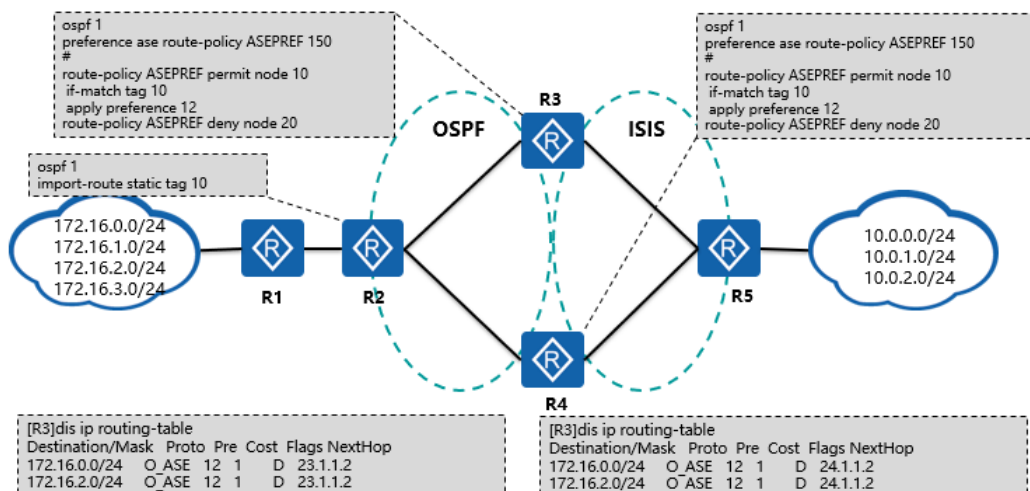 ospf 1
preference ase route-policy ASEPREF 150
#
route-policy ASEPREF permit node 10
if-match tag 10
apply preference 12
route-policy ASEPREF deny node 20
ospf 1
preference ase route-policy ASEPREF 150
#
route-policy ASEPREF permit node 10
if-match tag 10
apply preference 12
route-policy ASEPREF deny node 20
R3
OSPF
ISIS
R
ospf 1
import-route static tag 10
172.16.0.0/24
172.16.1.0/24
172.16.2.0/24
172.16.3.0/24
R
R1
R
R2
R
R5
10.0.0.0/24
10.0.1.0/24
10.0.2.0/24
R
R4
[R3]dis ip routing-table
Destination/Mask Proto Pre Cost Flags NextHop
172.16.0.0/24 O_ASE 12 1 D 23.1.1.2
172.16.2.0/24 O_ASE 12 1 D 23.1.1.2
[R3]dis ip routing-table
Destination/Mask Proto Pre Cost Flags NextHop
172.16.0.0/24 O_ASE 12 1 D 24.1.1.2
172.16.2.0/24 O_ASE 12 1 D 24.1.1.2